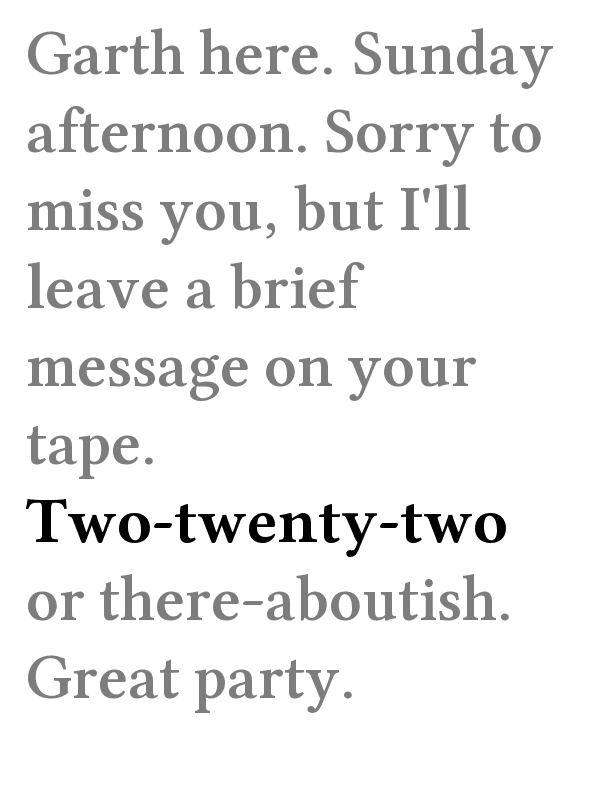 Garth here. Sunday
afternoon. Sorry to
miss you, but I'll
leave a brief
message on your
tape.
Two-twenty-two
or there-aboutish.
Great party.